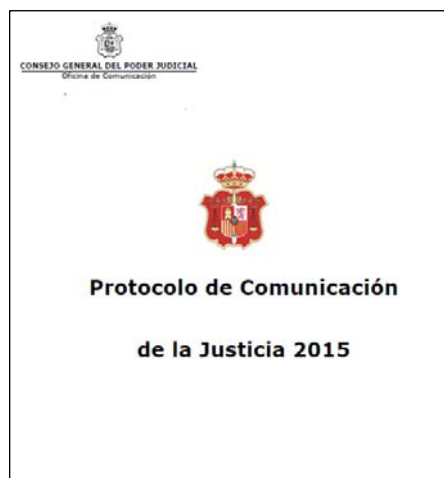 CONSEJO GENERAL DEL PODER JUDICIAL
Oficina de Comunicación
Protocolo de Comunicación
de la Justicia 2015